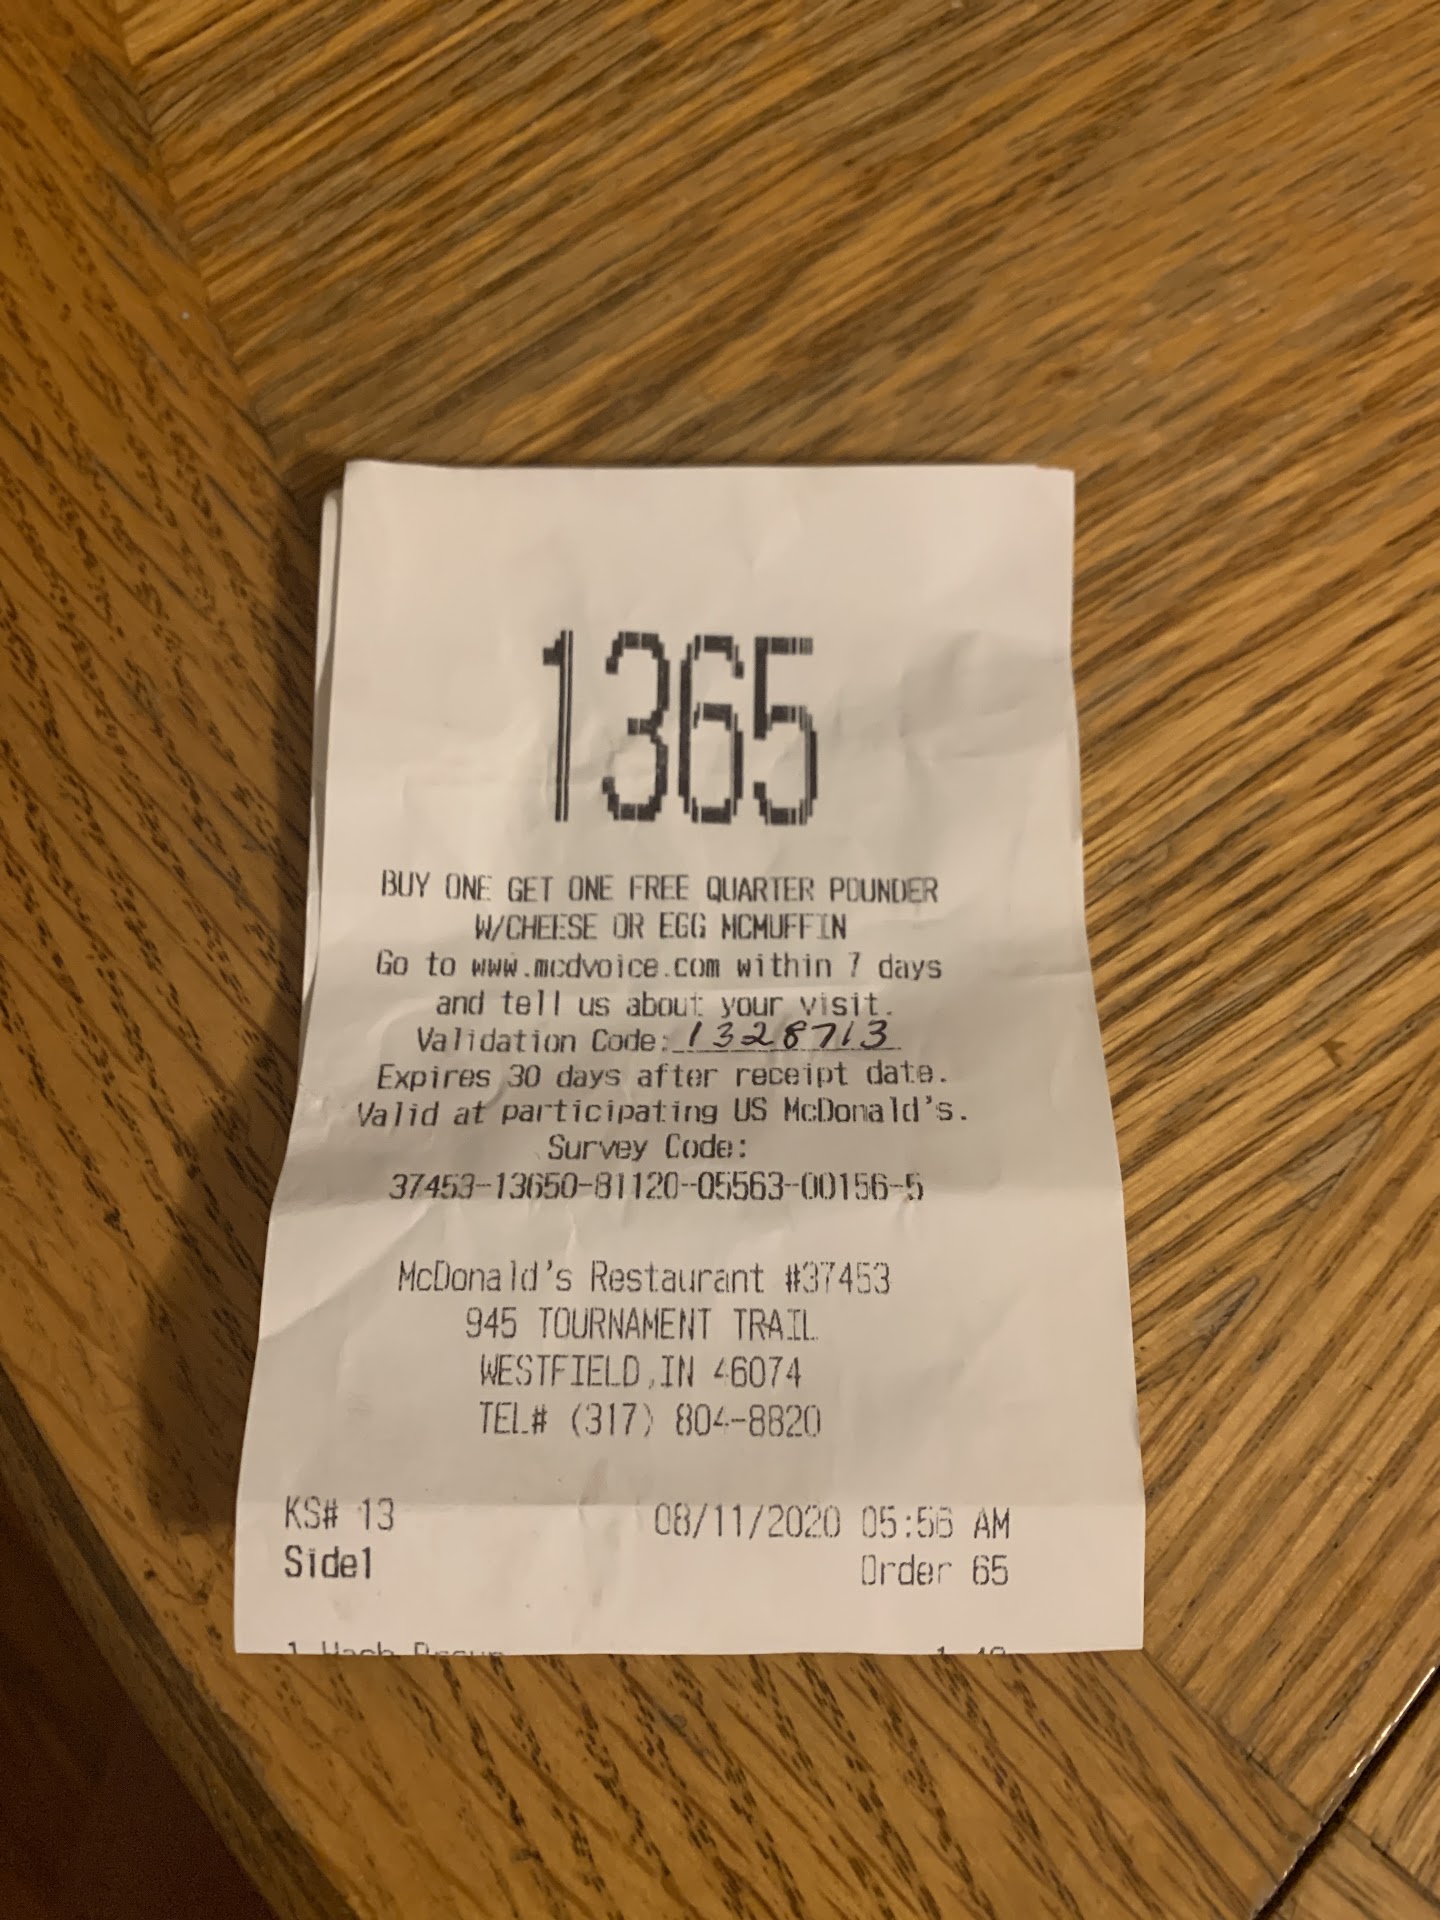 1365
BUY ONE GET ONE FREE QUARTER POUNDER
W/CHEESE OR EGG MCMUFFIN
Go to www.mcdvoice.com within 7 days
and tell us about your visit.
Validation Code: 1328713
Expires 30 days after receipt date.
Valid at participating US McDonald's.
Survey Code:
37453-13650-81120-05563-00156-5
McDonald's Restaurant #37453
945 TOURNAMENT TRAIL
WESTFIELD,IN 46074
TEL# (317) 804-8820
KS# 13 08/11/2020 05:56 AM
Side1 Order 65
1 Hash Brown